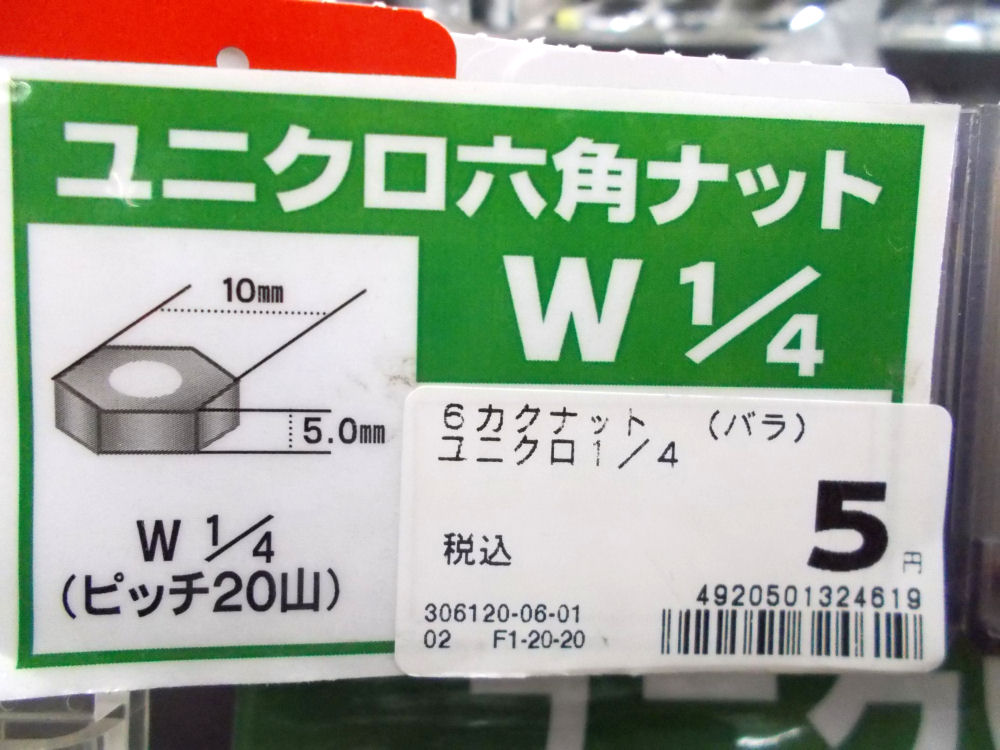 ユニクロ六角ナット
W 1/4
10mm
5.0mm
W 1/4
(ピッチ20山)
6カクナット (バラ)
ユニクロ1/4
税込
5円
4920501324619
306120-06-01
02 F1-20-20